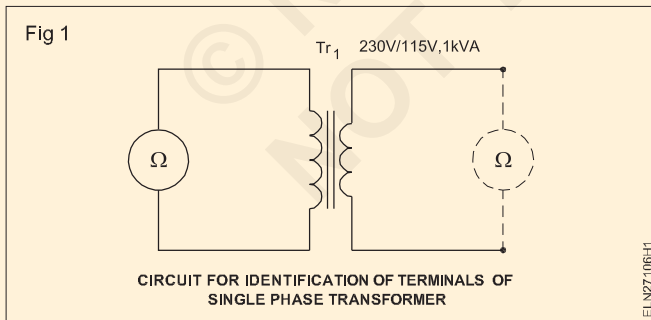 Fig 1
Tr1 230V/115V,1kVA
Ω
Ω
CIRCUIT FOR IDENTIFICATION OF TERMINALS OF
SINGLE PHASE TRANSFORMER
ELN27106H1